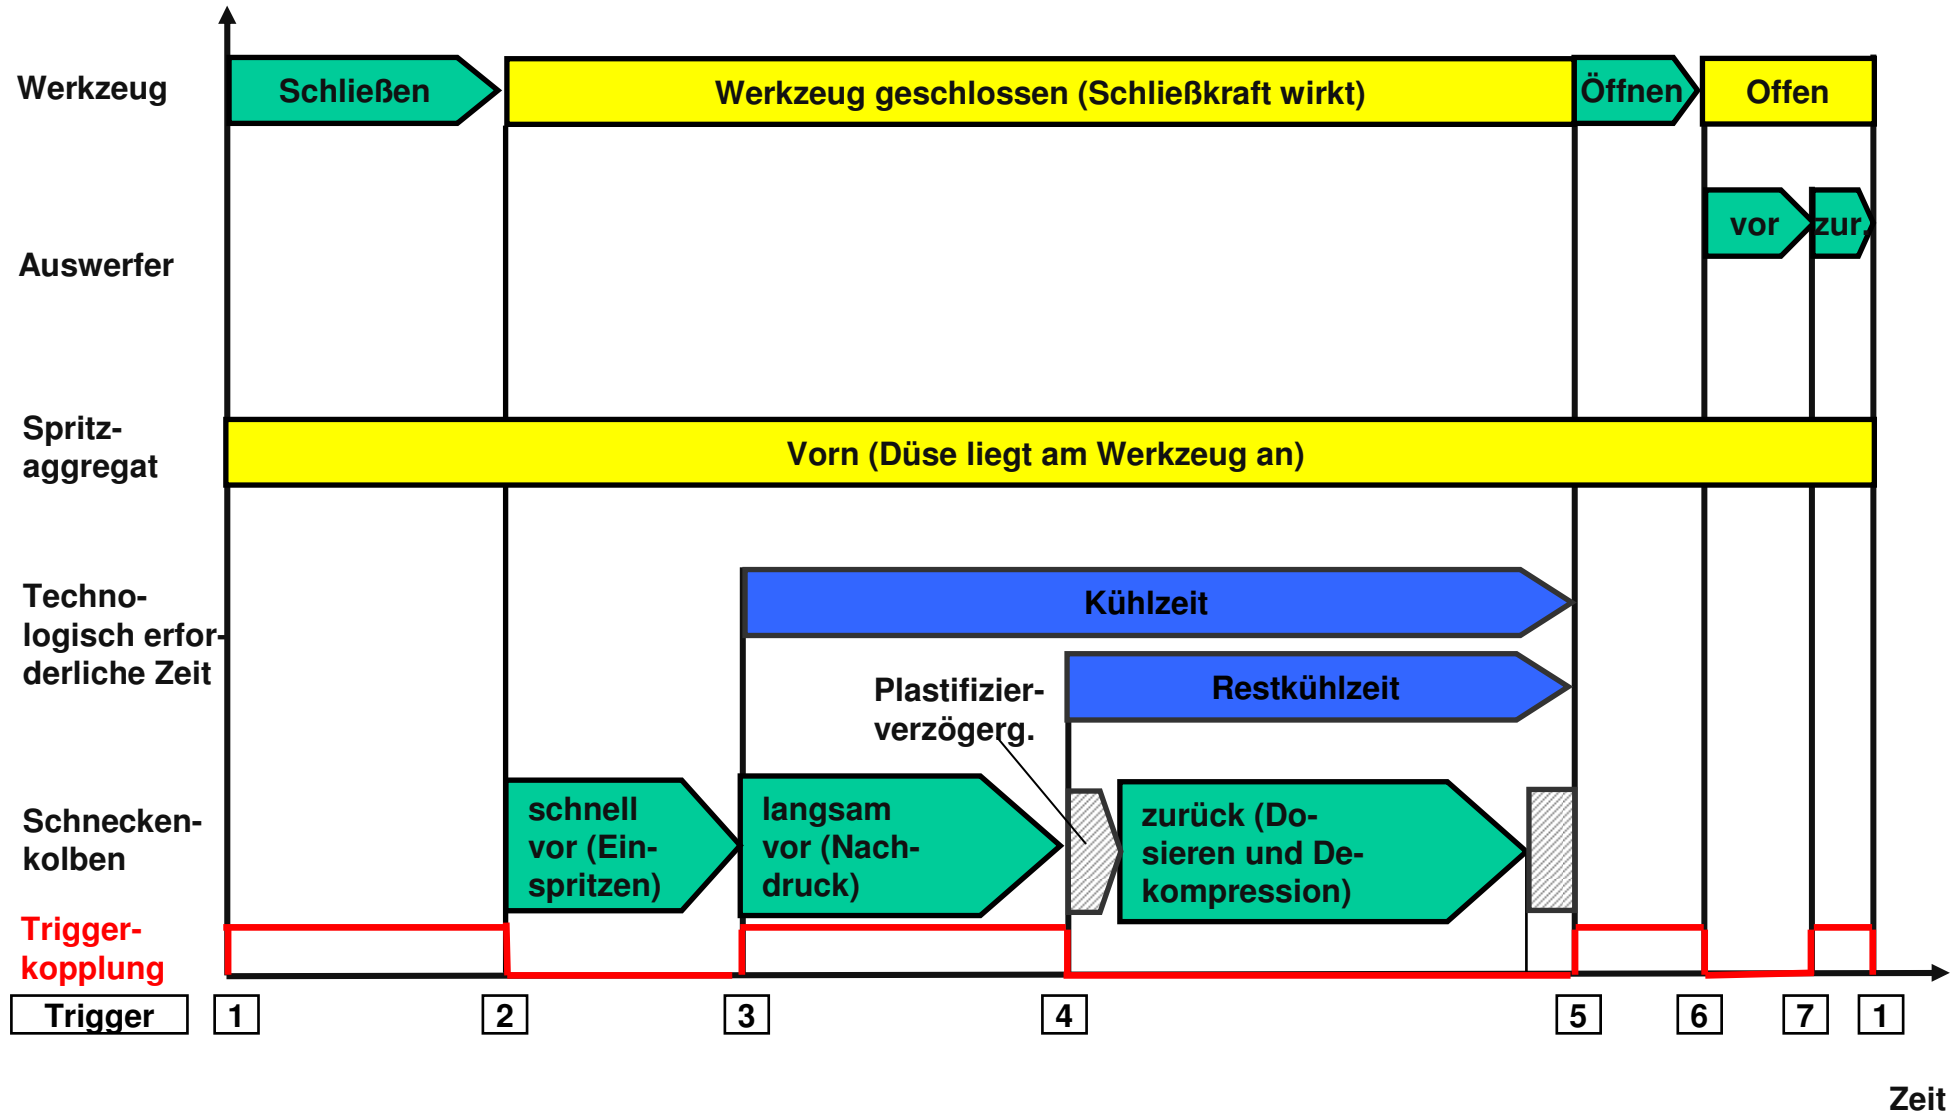 Werkzeug
Schließen
Werkzeug geschlossen (Schließkraft wirkt)
Öffnen
Offen
Auswerfer
vor
zur.
Spritz-
aggregat
Vorn (Düse liegt am Werkzeug an)
Techno-
logisch erfor-
derliche Zeit
Kühlzeit
Restkühlzeit
Plastifizier-
verzögerg.
Schnecken-
kolben
schnell
vor (Ein-
spritzen)
langsam
vor (Nach-
druck)
zurück (Do-
sieren und De-
kompression)
Trigger-
kopplung
Trigger
1
2
3
4
5
6
7
1
Zeit